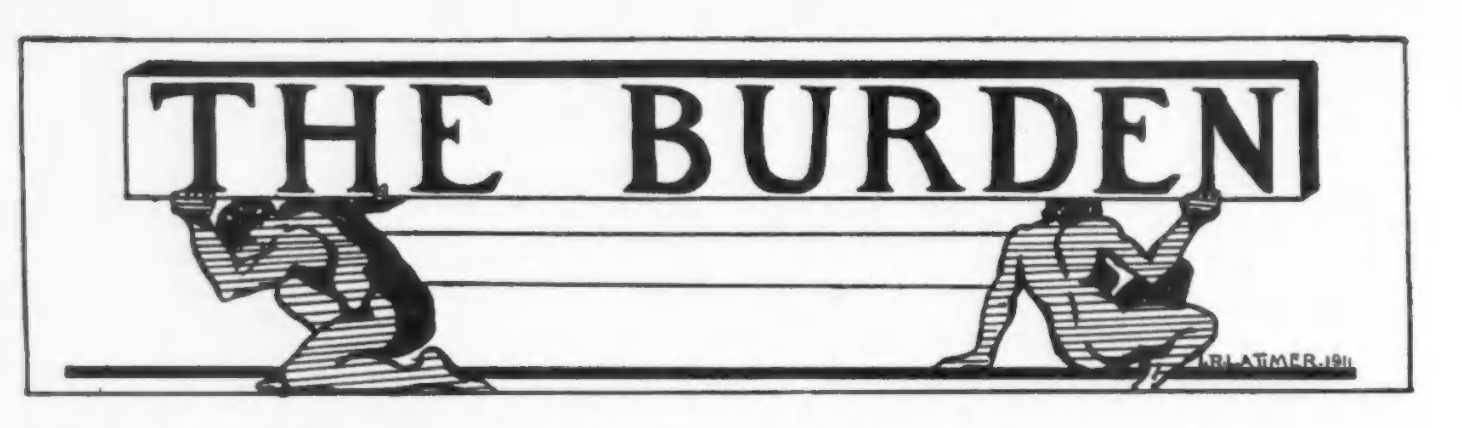 THE BURDEN
L.R.LATIMER.1911